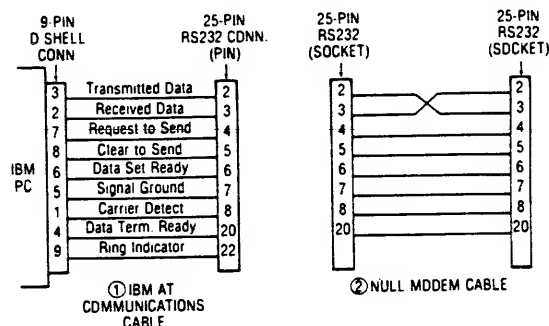 9-PIN
D SHELL
CONN
25-PIN
RS232 CDNN.
(PIN)
IBM
PC
3 Transmitted Data 2
2 Received Data 3
7 Request to Send 4
8 Clear to Send 5
6 Data Set Ready 6
5 Signal Ground 7
1 Carrier Detect 8
4 Data Term. Ready 20
9 Ring Indicator 22
① IBM AT
CDMMUNICATIONS
CABLE
25-PIN
RS232
(SOCKET)
25-PIN
RS232
(SDCKET)
2 2
3 3
4 4
5 5
6 6
7 7
8 8
20 20
② NULL MDDEM CABLE